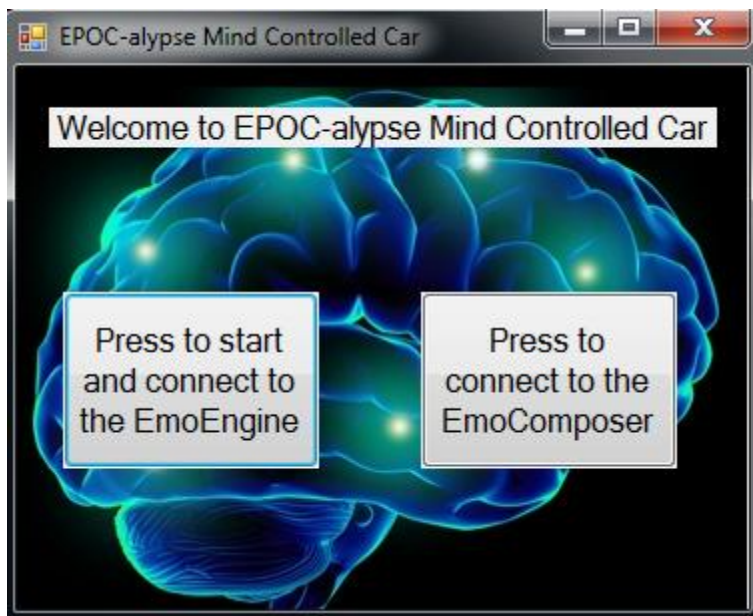 EPOC-alypse Mind Controlled Car
Welcome to EPOC-alypse Mind Controlled Car
Press to start
and connect to
the EmoEngine
Press to
connect to the
EmoComposer